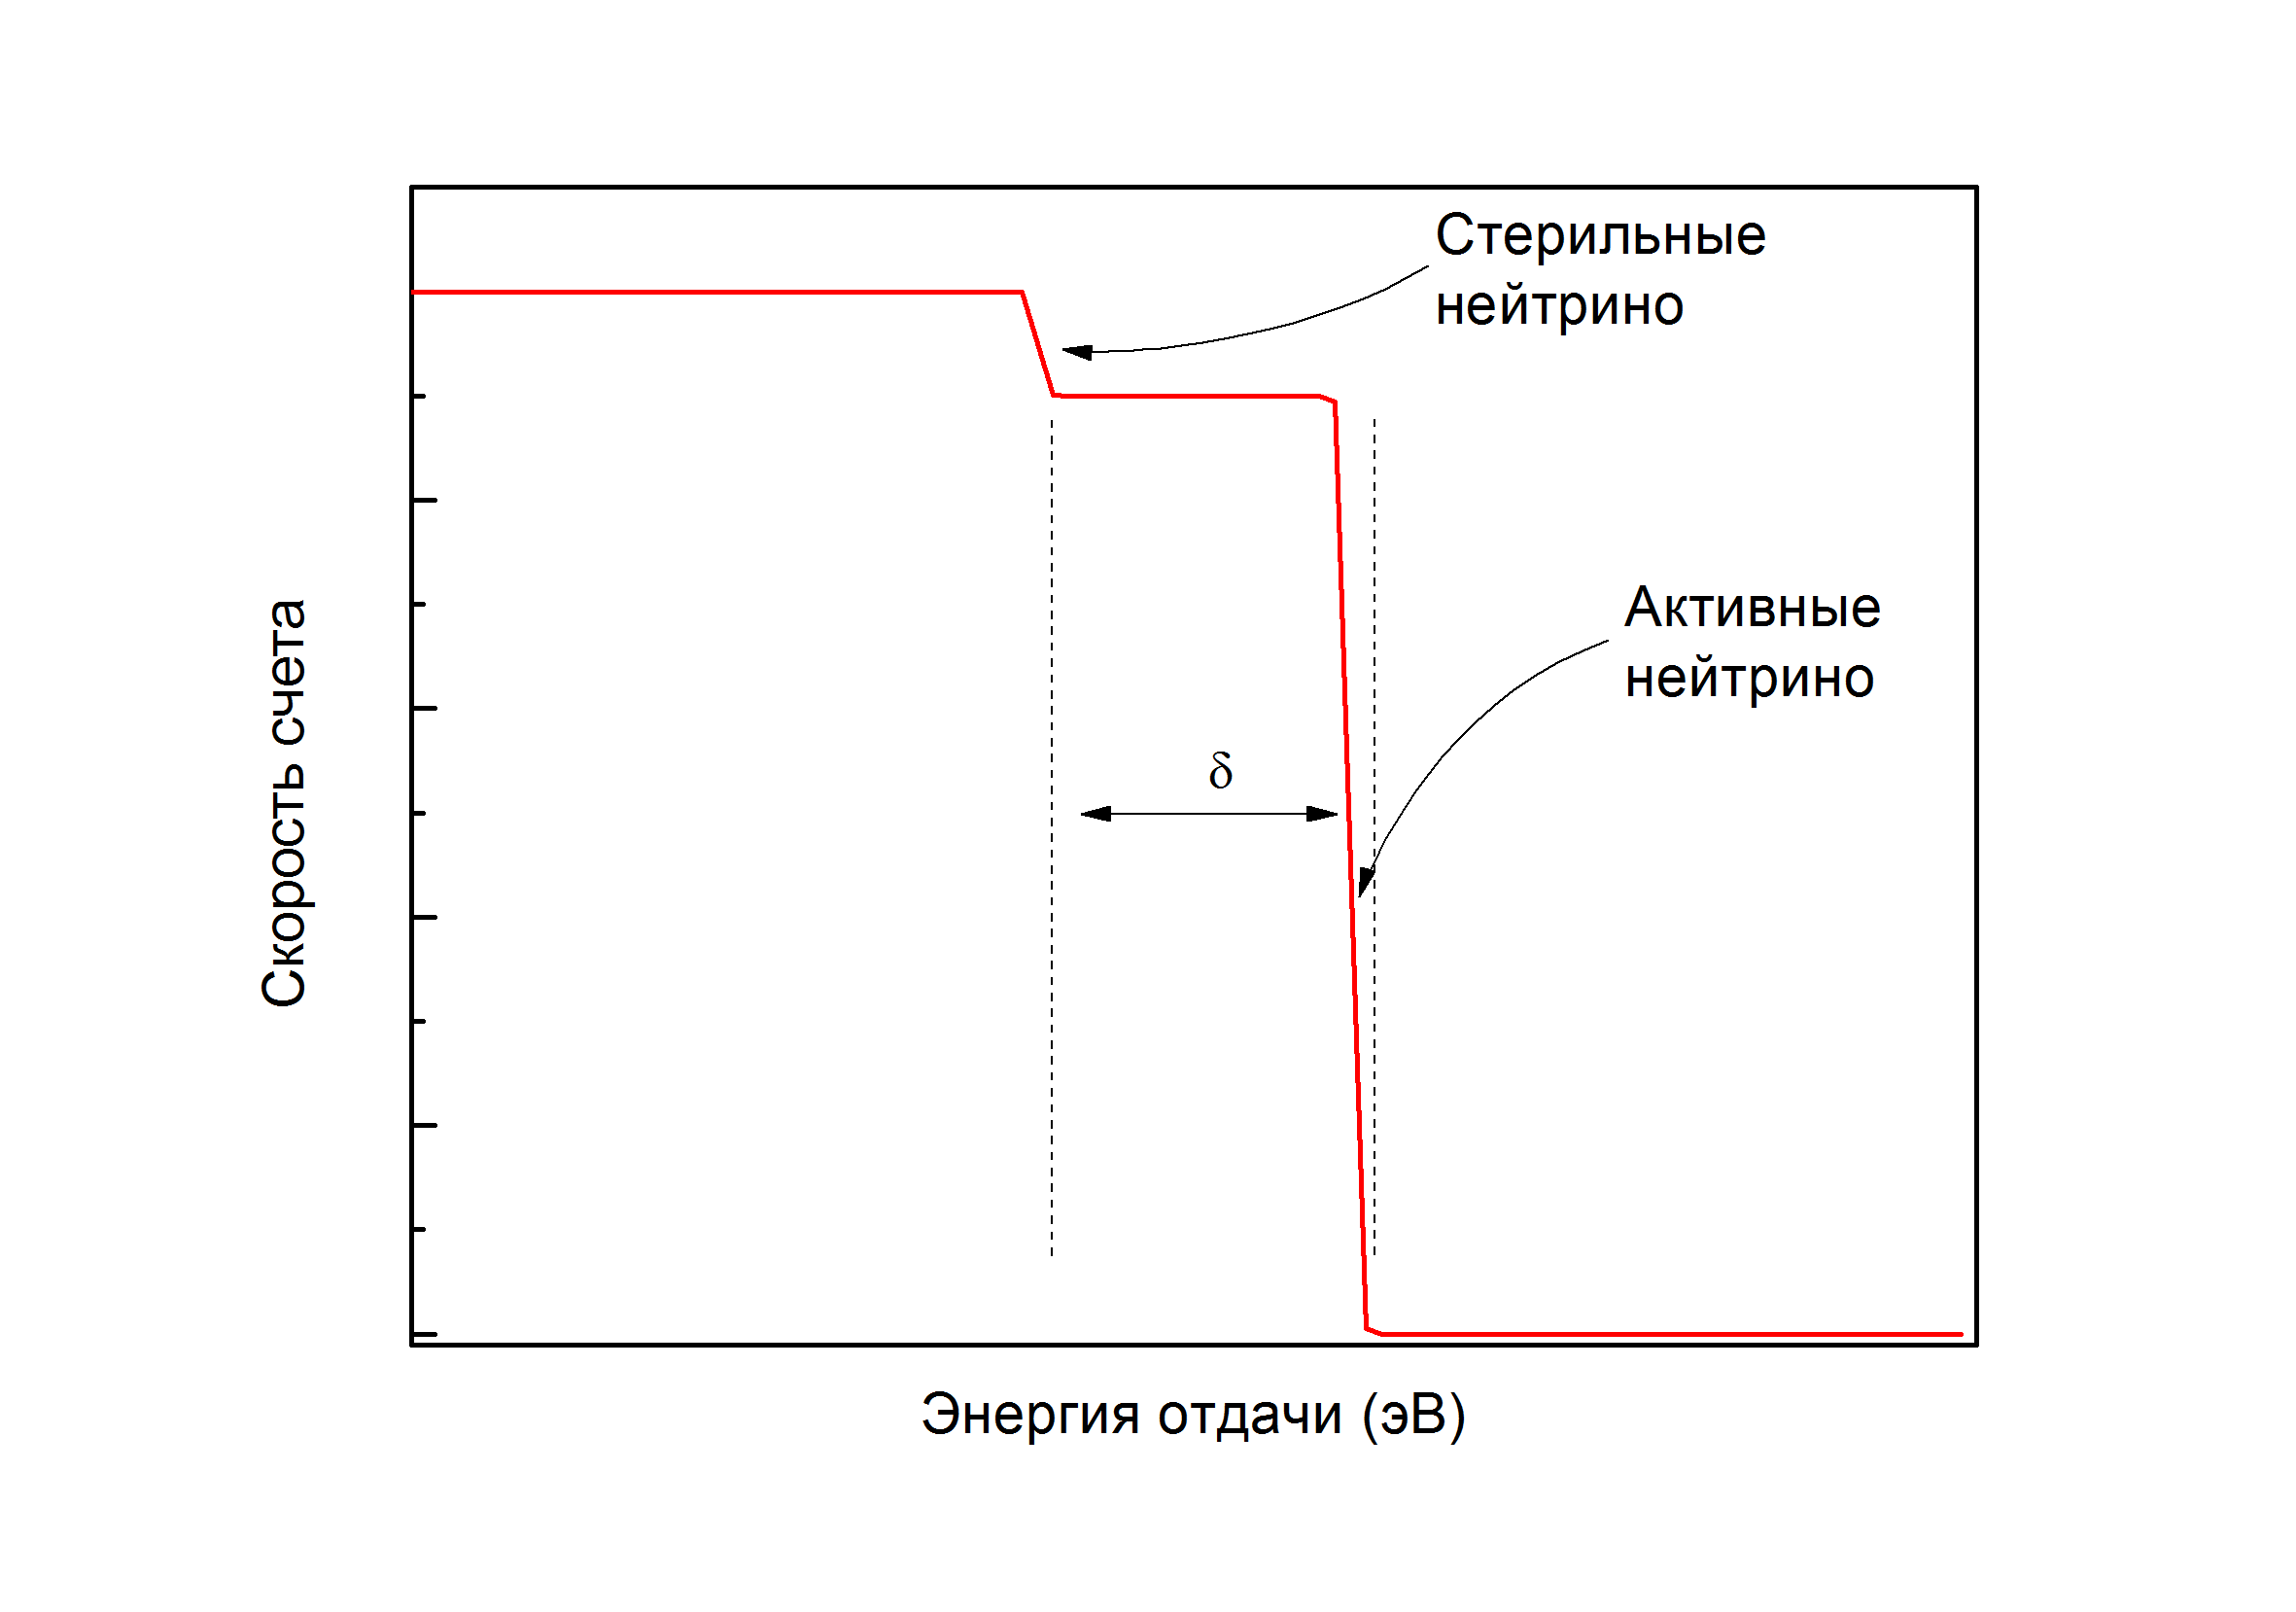 Стерильные
нейтрино
Активные
нейтрино
δ
Скорость счета
Энергия отдачи (эВ)